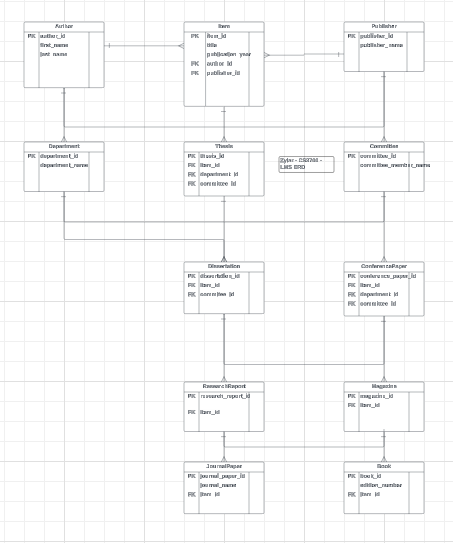 Author
PK author_id
first_name
last_name
Item
PK item_id
title
publication_year
FK author_id
FK publisher_id
Publisher
PK publisher_id
publisher_name
Department
PK department_id
department_name
Thesis
PK thesis_id
FK item_id
FK department_id
FK committee_id
LMS ERD
Committee
PK committee_id
committee_member_name
Dissertation
PK dissertation_id
FK item_id
FK committee_id
ConferencePaper
PK conference_paper_id
FK item_id
FK department_id
FK committee_id
ResearchReport
PK research_report_id
FK item_id
Magazine
PK magazine_id
FK item_id
JournalPaper
PK journal_paper_id
journal_name
FK item_id
Book
PK book_id
edition_number
FK item_id